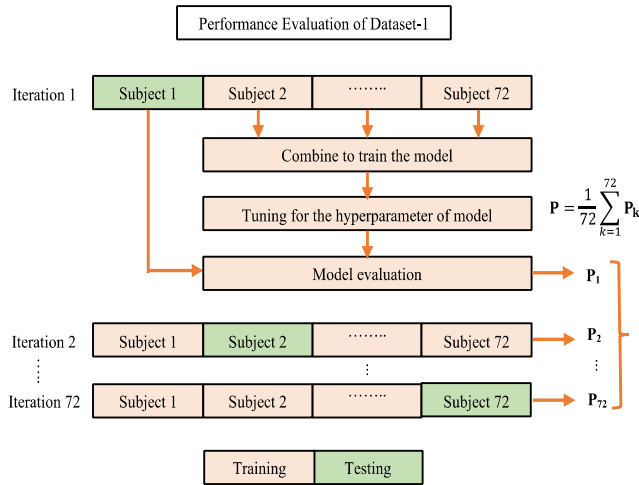 Performance Evaluation of Dataset-1
Iteration 1 Subject 1 Subject 2 ........ Subject 72
Combine to train the model
Tuning for the hyperparameter of model
P = 1/72 ∑_{k=1}^{72} P_k
Model evaluation P_1
Iteration 2 Subject 1 Subject 2 ........ Subject 72 P_2
⋮ ⋮ ⋮
Iteration 72 Subject 1 Subject 2 ........ Subject 72 P_72
Training Testing